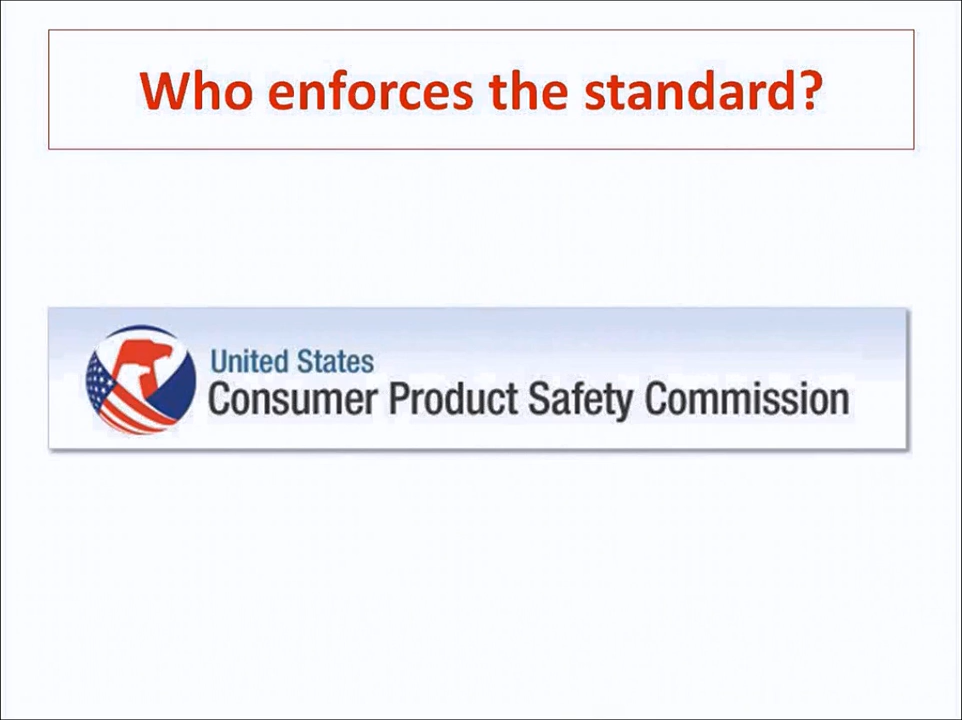 Who enforces the standard?
United States
Consumer Product Safety Commission